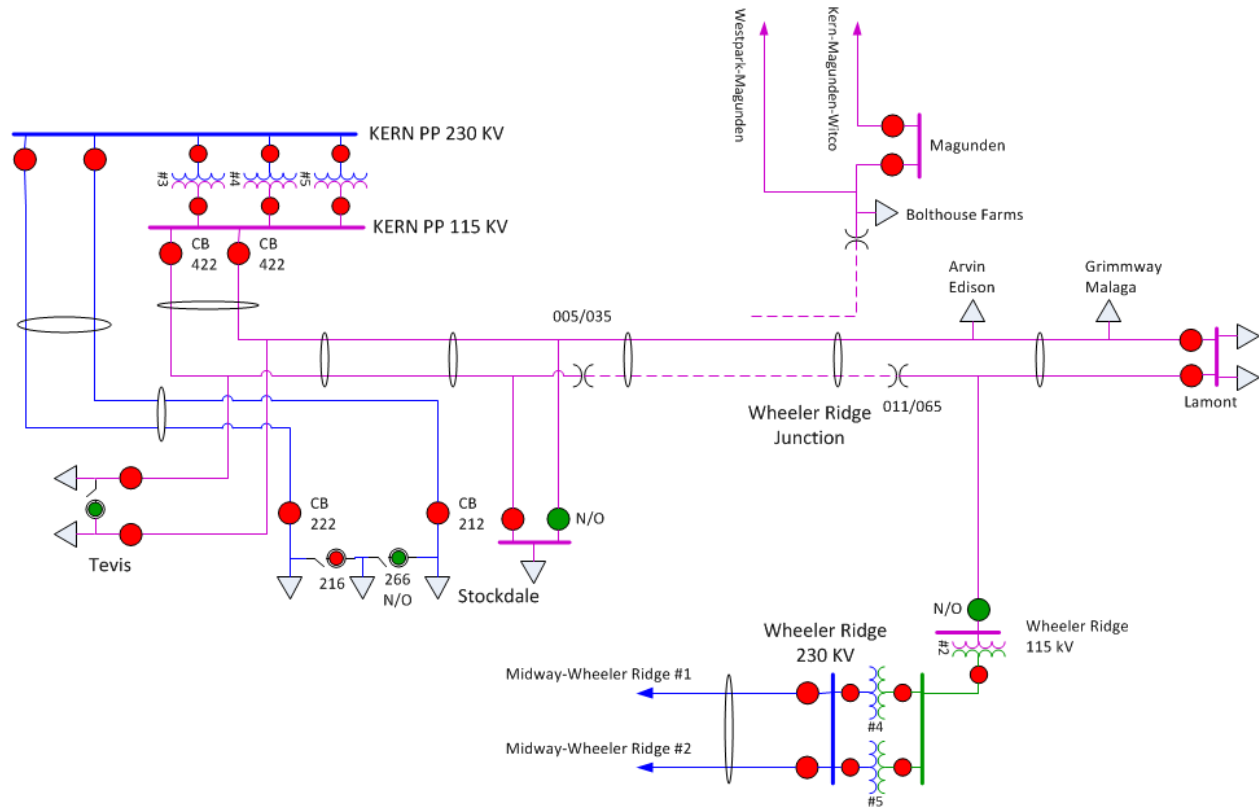 Westpark-Magunden
Kern-Magunden-Witco
KERN PP 230 KV
Magunden
#3
#4
#5
Bolthouse Farms
KERN PP 115 KV
CB
422
CB
422
Arvin
Edison
Grimmway
Malaga
005/035
011/065
Lamont
Wheeler Ridge
Junction
CB
222
CB
212
N/O
Tevis
216
266
N/O
Stockdale
N/O
Wheeler Ridge
115 kV
#2
Wheeler Ridge
230 KV
Midway-Wheeler Ridge #1
#4
Midway-Wheeler Ridge #2
#5